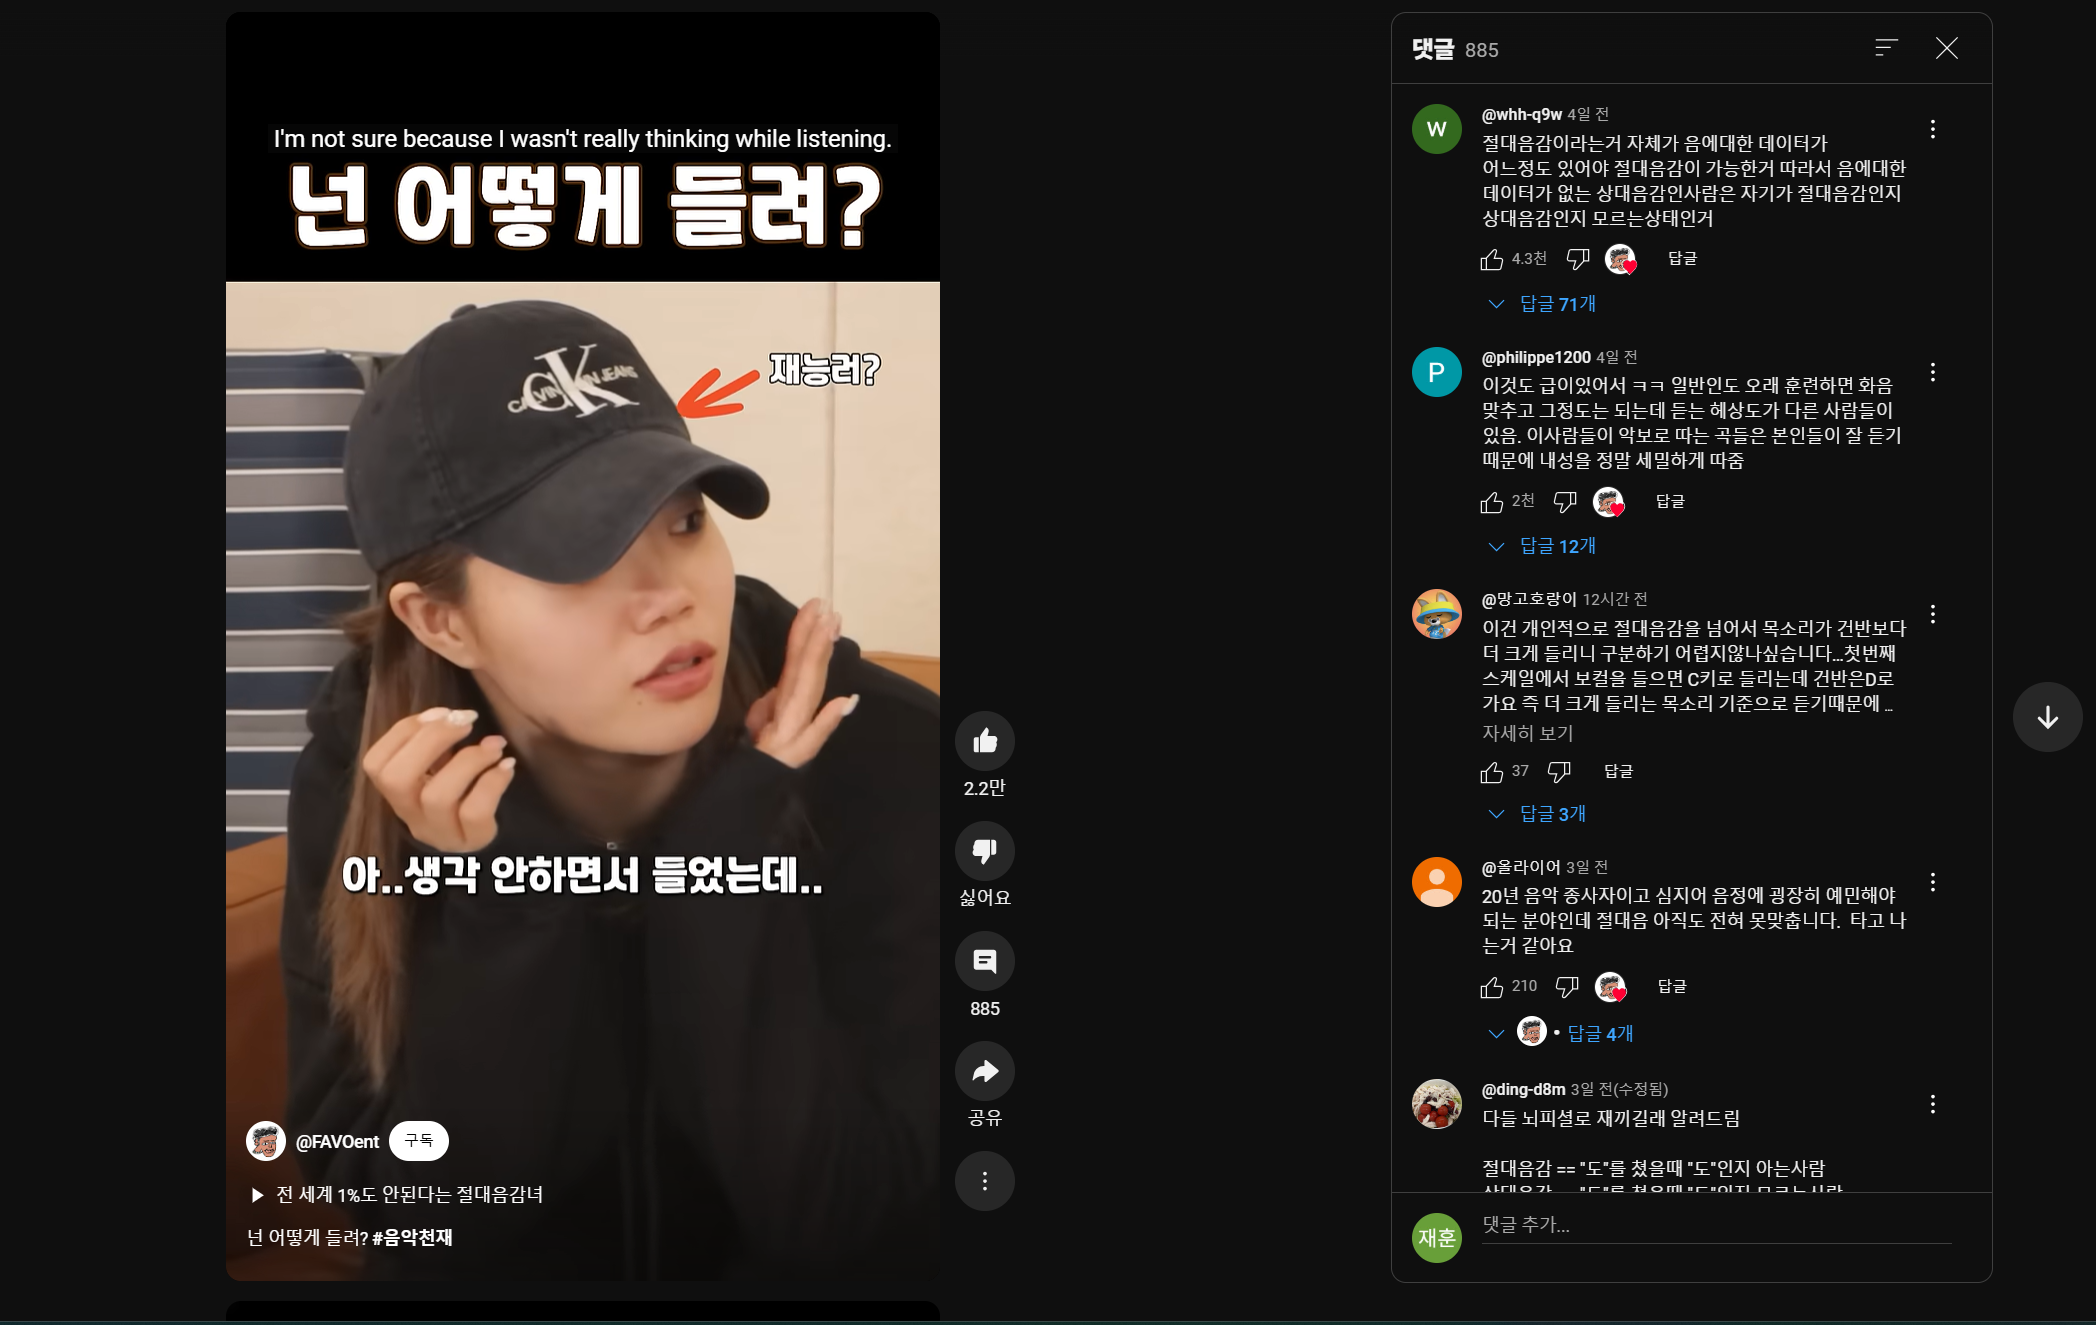 I'm not sure because I wasn't really thinking while listening.
넌 어떻게 들려?
CALVIN KLEIN JEANS
CK
재능러?
아..생각 안하면서 들었는데..
@FAVOent
구독
▶ 전 세계 1%도 안된다는 절대음감녀
넌 어떻게 들려? #음악천재
2.2만
싫어요
885
공유
댓글 885
W
@whh-q9w 4일 전
절대음감이라는거 자체가 음에대한 데이터가
어느정도 있어야 절대음감이 가능한거 따라서 음에대한
데이터가 없는 상대음감인사람은 자기가 절대음감인지
상대음감인지 모르는상태인거
4.3천
답글
답글 71개
P
@philippe1200 4일 전
이것도 급이있어서 ㅋㅋ 일반인도 오래 훈련하면 화음
맞추고 그정도는 되는데 듣는 헤상도가 다른 사람들이
있음. 이사람들이 악보로 따는 곡들은 본인들이 잘 듣기
때문에 내성을 정말 세밀하게 따줌
2천
답글
답글 12개
@망고호랑이 12시간 전
이건 개인적으로 절대음감을 넘어서 목소리가 건반보다
더 크게 들리니 구분하기 어렵지않나싶습니다...첫번째
스케일에서 보컬을 들으면 C키로 들리는데 건반은D로
가요 즉 더 크게 들리는 목소리 기준으로 듣기때문에 ...
자세히 보기
37
답글
답글 3개
@올라이어 3일 전
20년 음악 종사자이고 심지어 음정에 굉장히 예민해야
되는 분야인데 절대음 아직도 전혀 못맞춥니다. 타고 나
는거 같아요
210
답글
• 답글 4개
@ding-d8m 3일 전(수정됨)
다들 뇌피셜로 재끼길래 알려드림
절대음감 == "도"를 쳤을때 "도"인지 아는사람
상대음감 == "도"를 쳤을때 "도"인지 모르는사람
재훈
댓글 추가...